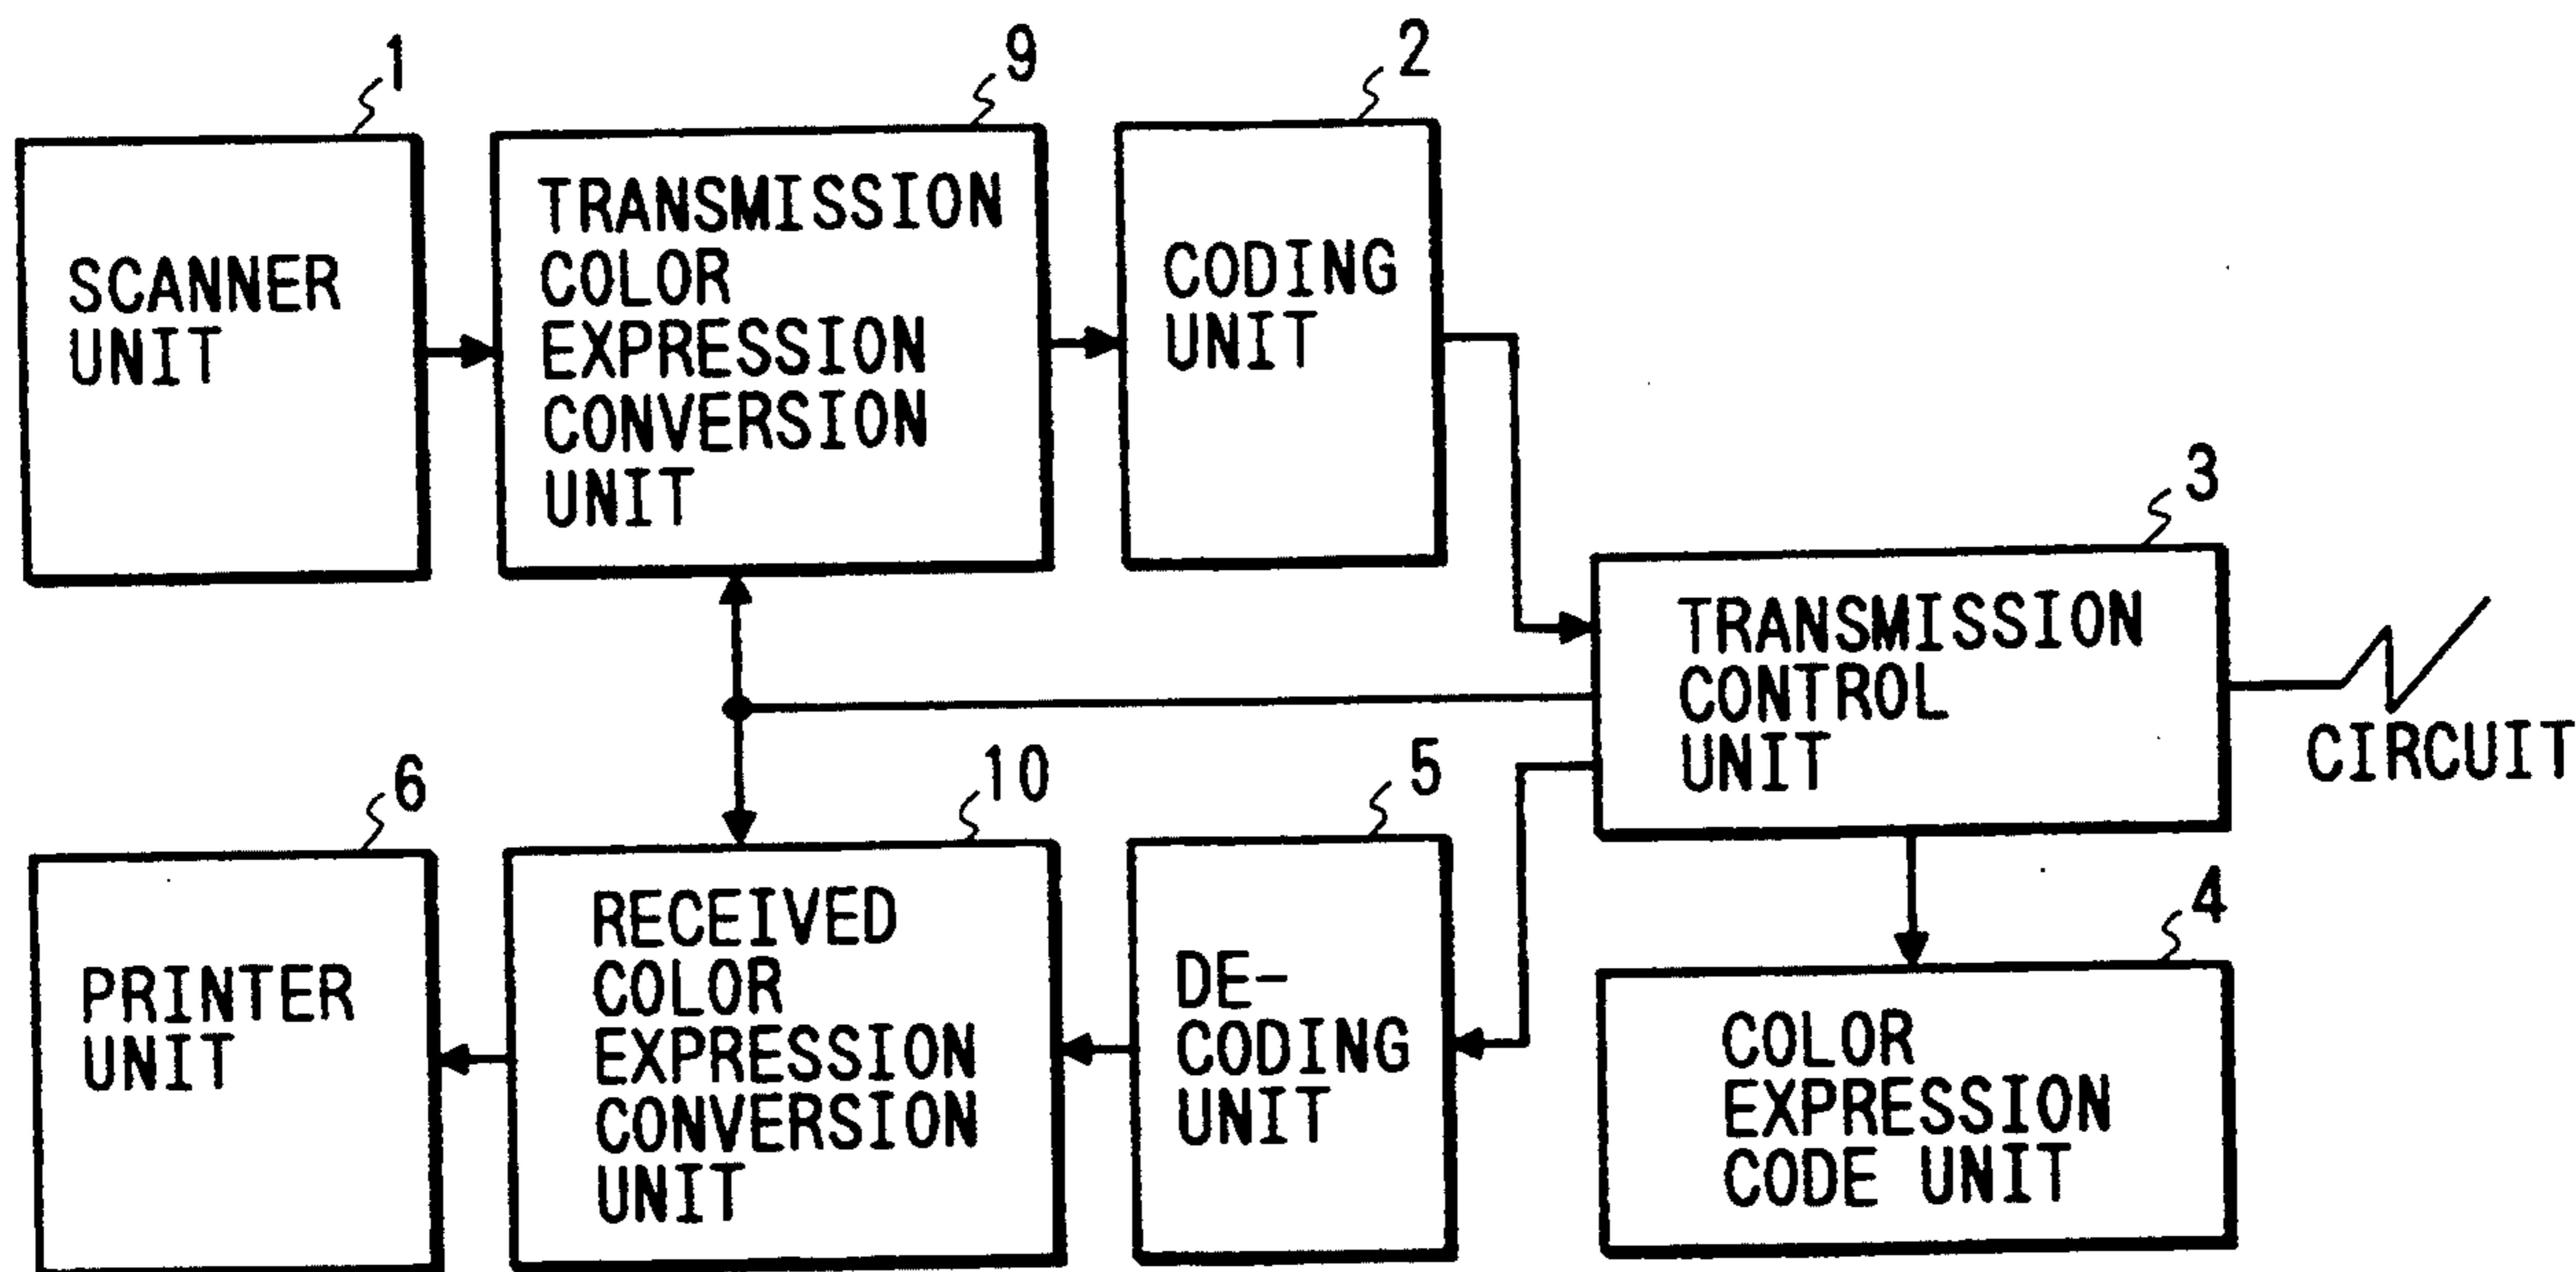 1
SCANNER
UNIT
9
TRANSMISSION
COLOR
EXPRESSION
CONVERSION
UNIT
2
CODING
UNIT
3
TRANSMISSION
CONTROL
UNIT
CIRCUIT
6
PRINTER
UNIT
10
RECEIVED
COLOR
EXPRESSION
CONVERSION
UNIT
5
DE-
CODING
UNIT
4
COLOR
EXPRESSION
CODE UNIT